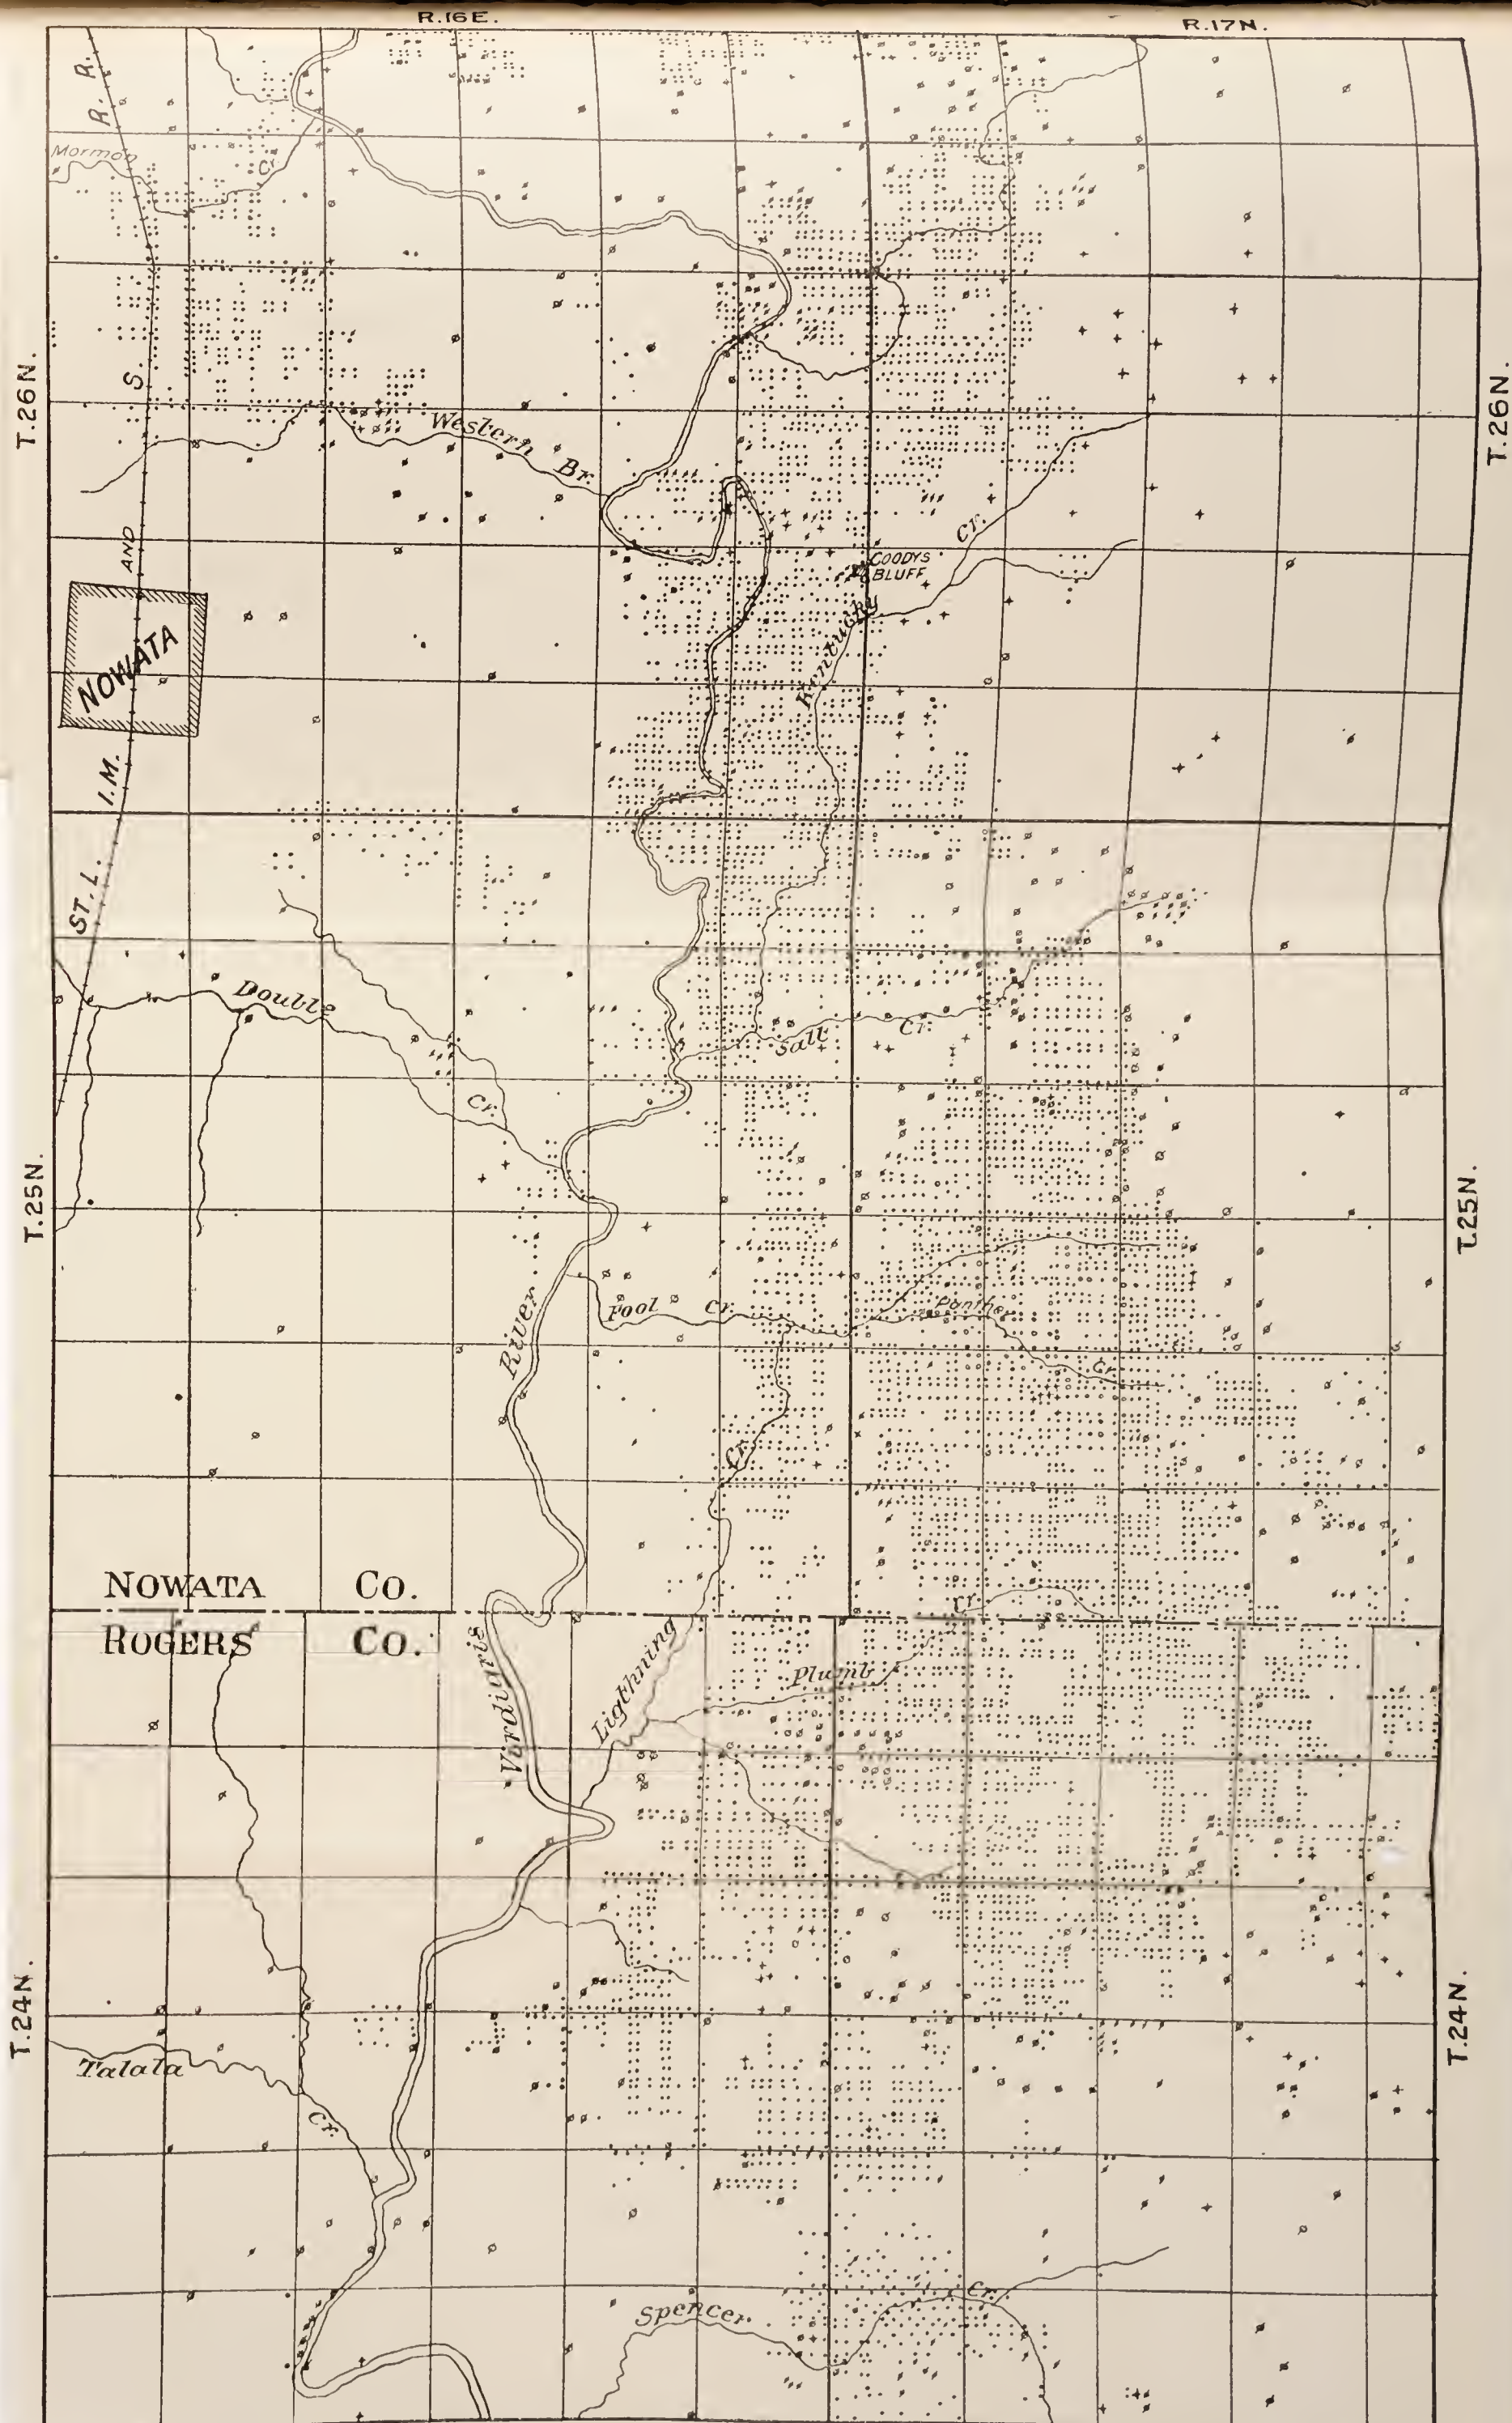 R.16E.
R.17N.
R. R.
Mormon
Cr.
S.
T.26N.
T.26N.
Western Br.
AND
COODYS
BLUFF
Cr.
Kentucky
NOWATA
I.M.
ST. L.
Double
Salt Cr.
Cr.
T.25N.
T.25N.
River
Fool Cr.
Panther
Cr.
Cr.
NOWATA Co.
Cr.
ROGERS Co.
Verdigris
Lightning
Plumb
T.24N.
T.24N.
Talala
Cr.
Cr.
Spencer